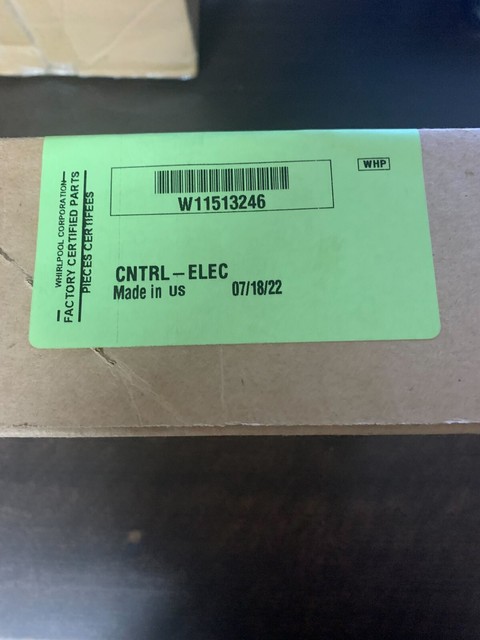 WHIRLPOOL CORPORATION
FACTORY CERTIFIED PARTS
PIECES CERTIFEES
WHP
W11513246
CNTRL-ELEC
Made in us 07/18/22